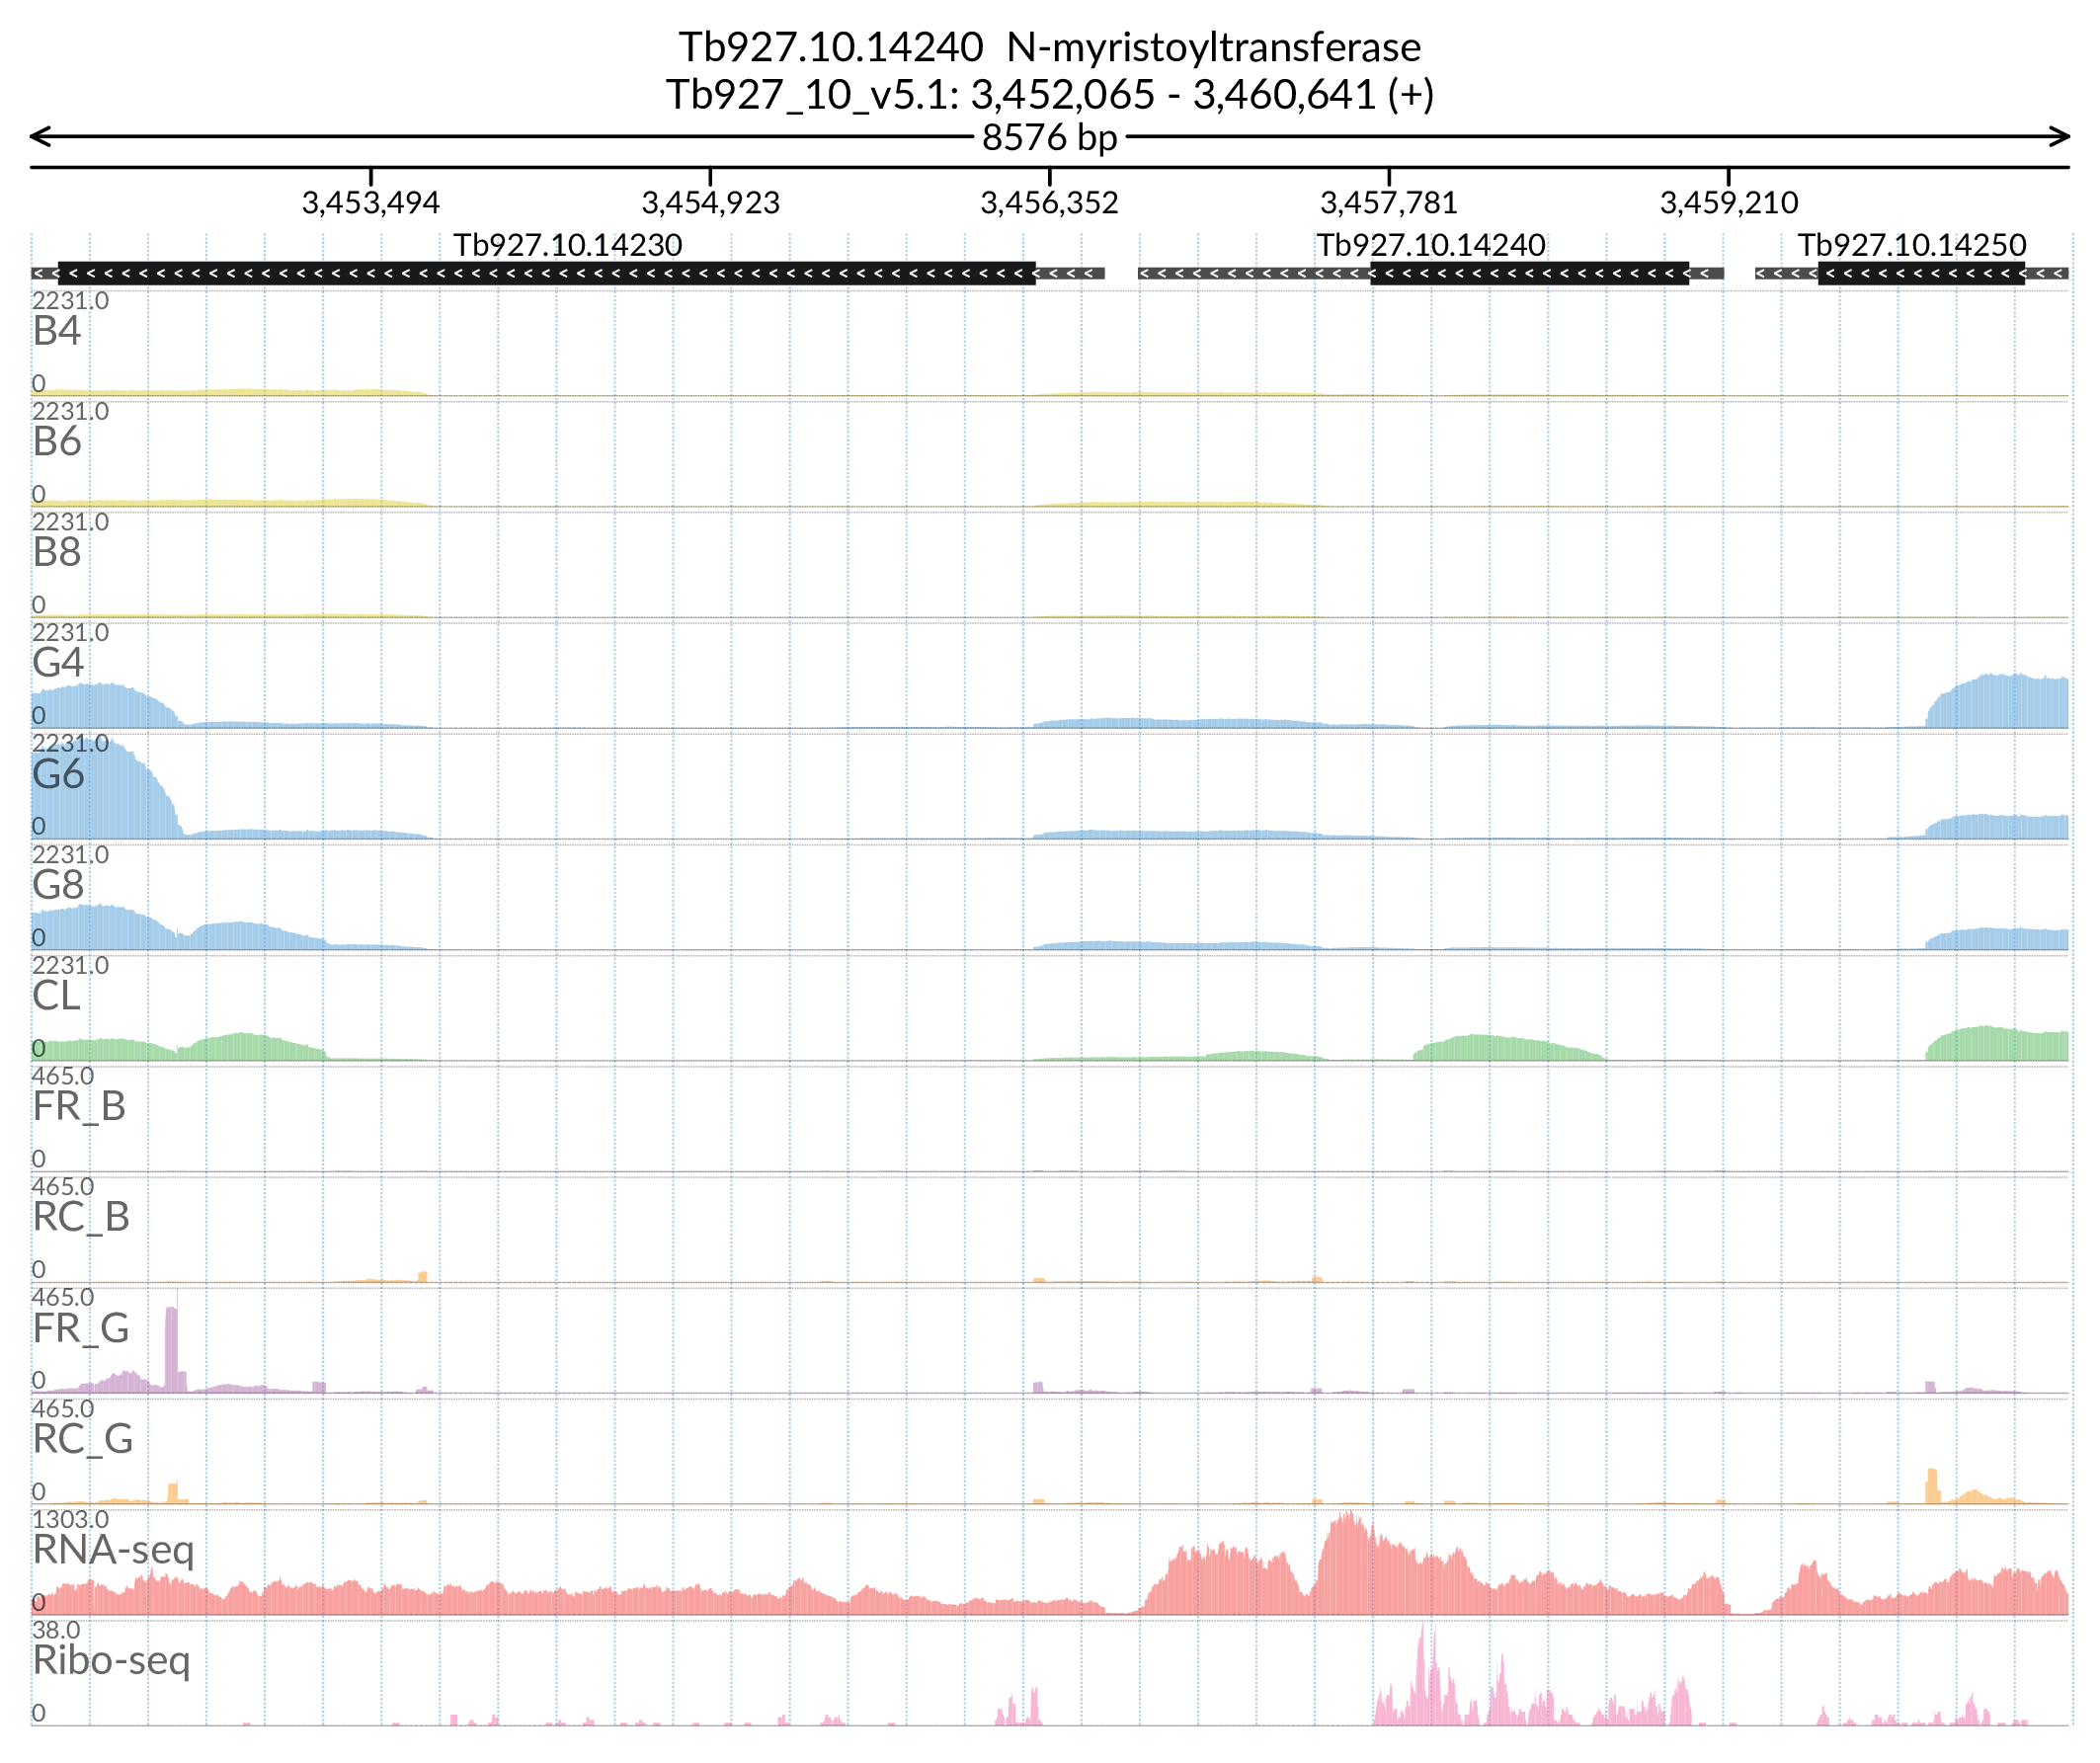 Tb927.10.14240 N-myristoyltransferase
Tb927_10_v5.1: 3,452,065 - 3,460,641 (+)
8576 bp
3,453,494 3,454,923 3,456,352 3,457,781 3,459,210
Tb927.10.14230 Tb927.10.14240 Tb927.10.14250
2231.0
B4
0
2231.0
B6
0
2231.0
B8
0
2231.0
G4
0
2231.0
G6
0
2231.0
G8
0
2231.0
CL
0
465.0
FR_B
0
465.0
RC_B
0
465.0
FR_G
0
465.0
RC_G
0
1303.0
RNA-seq
0
38.0
Ribo-seq
0